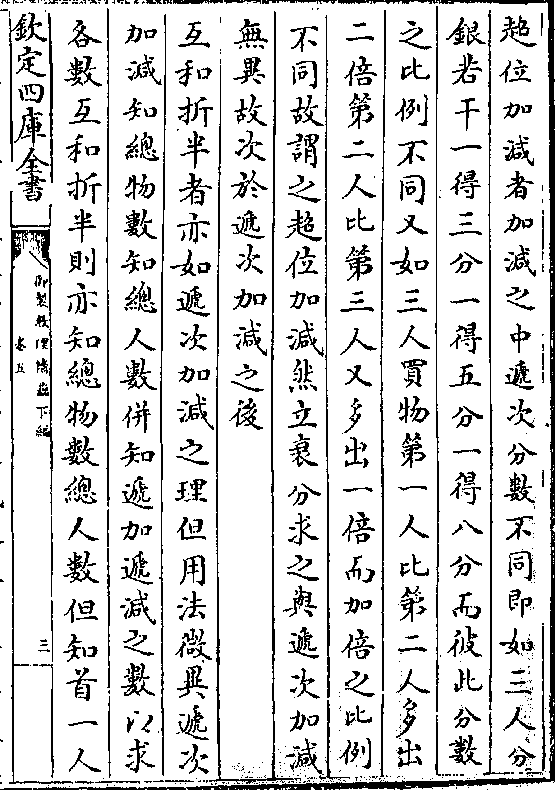 超位加減者加減之中遞次分數不同即如三人分
銀若干一得三分一得五分一得八分而彼此分數
之比例不同又如三人買物第一人比第二人多出
二倍第二人比第三人又多出一倍而加倍之比例
不同故謂之超位加減然立衰分求之與遞次加減
無異故次於遞次加減之後
互和折半者亦如遞次加減之理但用法微異遞次
加減知總物數知總人數併知遞加遞減之數以求
各數互和折半則亦知總物數總人數但知首一人
欽定四庫全書
御製數理精蘊下編
卷五
三